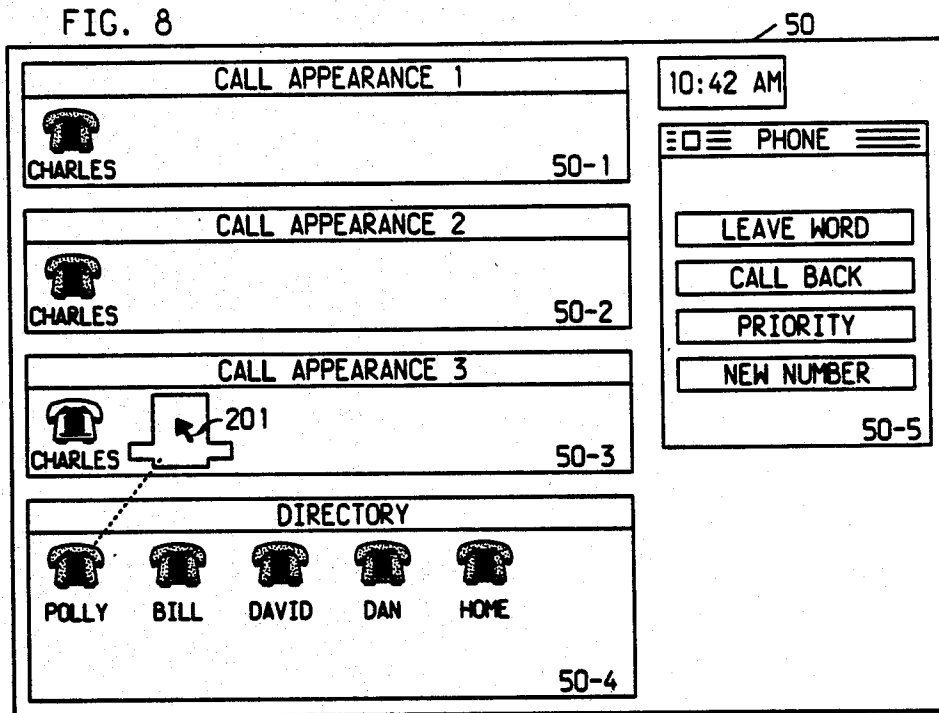 FIG. 8
50
CALL APPEARANCE 1
CHARLES
50-1
CALL APPEARANCE 2
CHARLES
50-2
CALL APPEARANCE 3
201
CHARLES
50-3
DIRECTORY
POLLY BILL DAVID DAN HOME
50-4
10:42 AM
PHONE
LEAVE WORD
CALL BACK
PRIORITY
NEW NUMBER
50-5